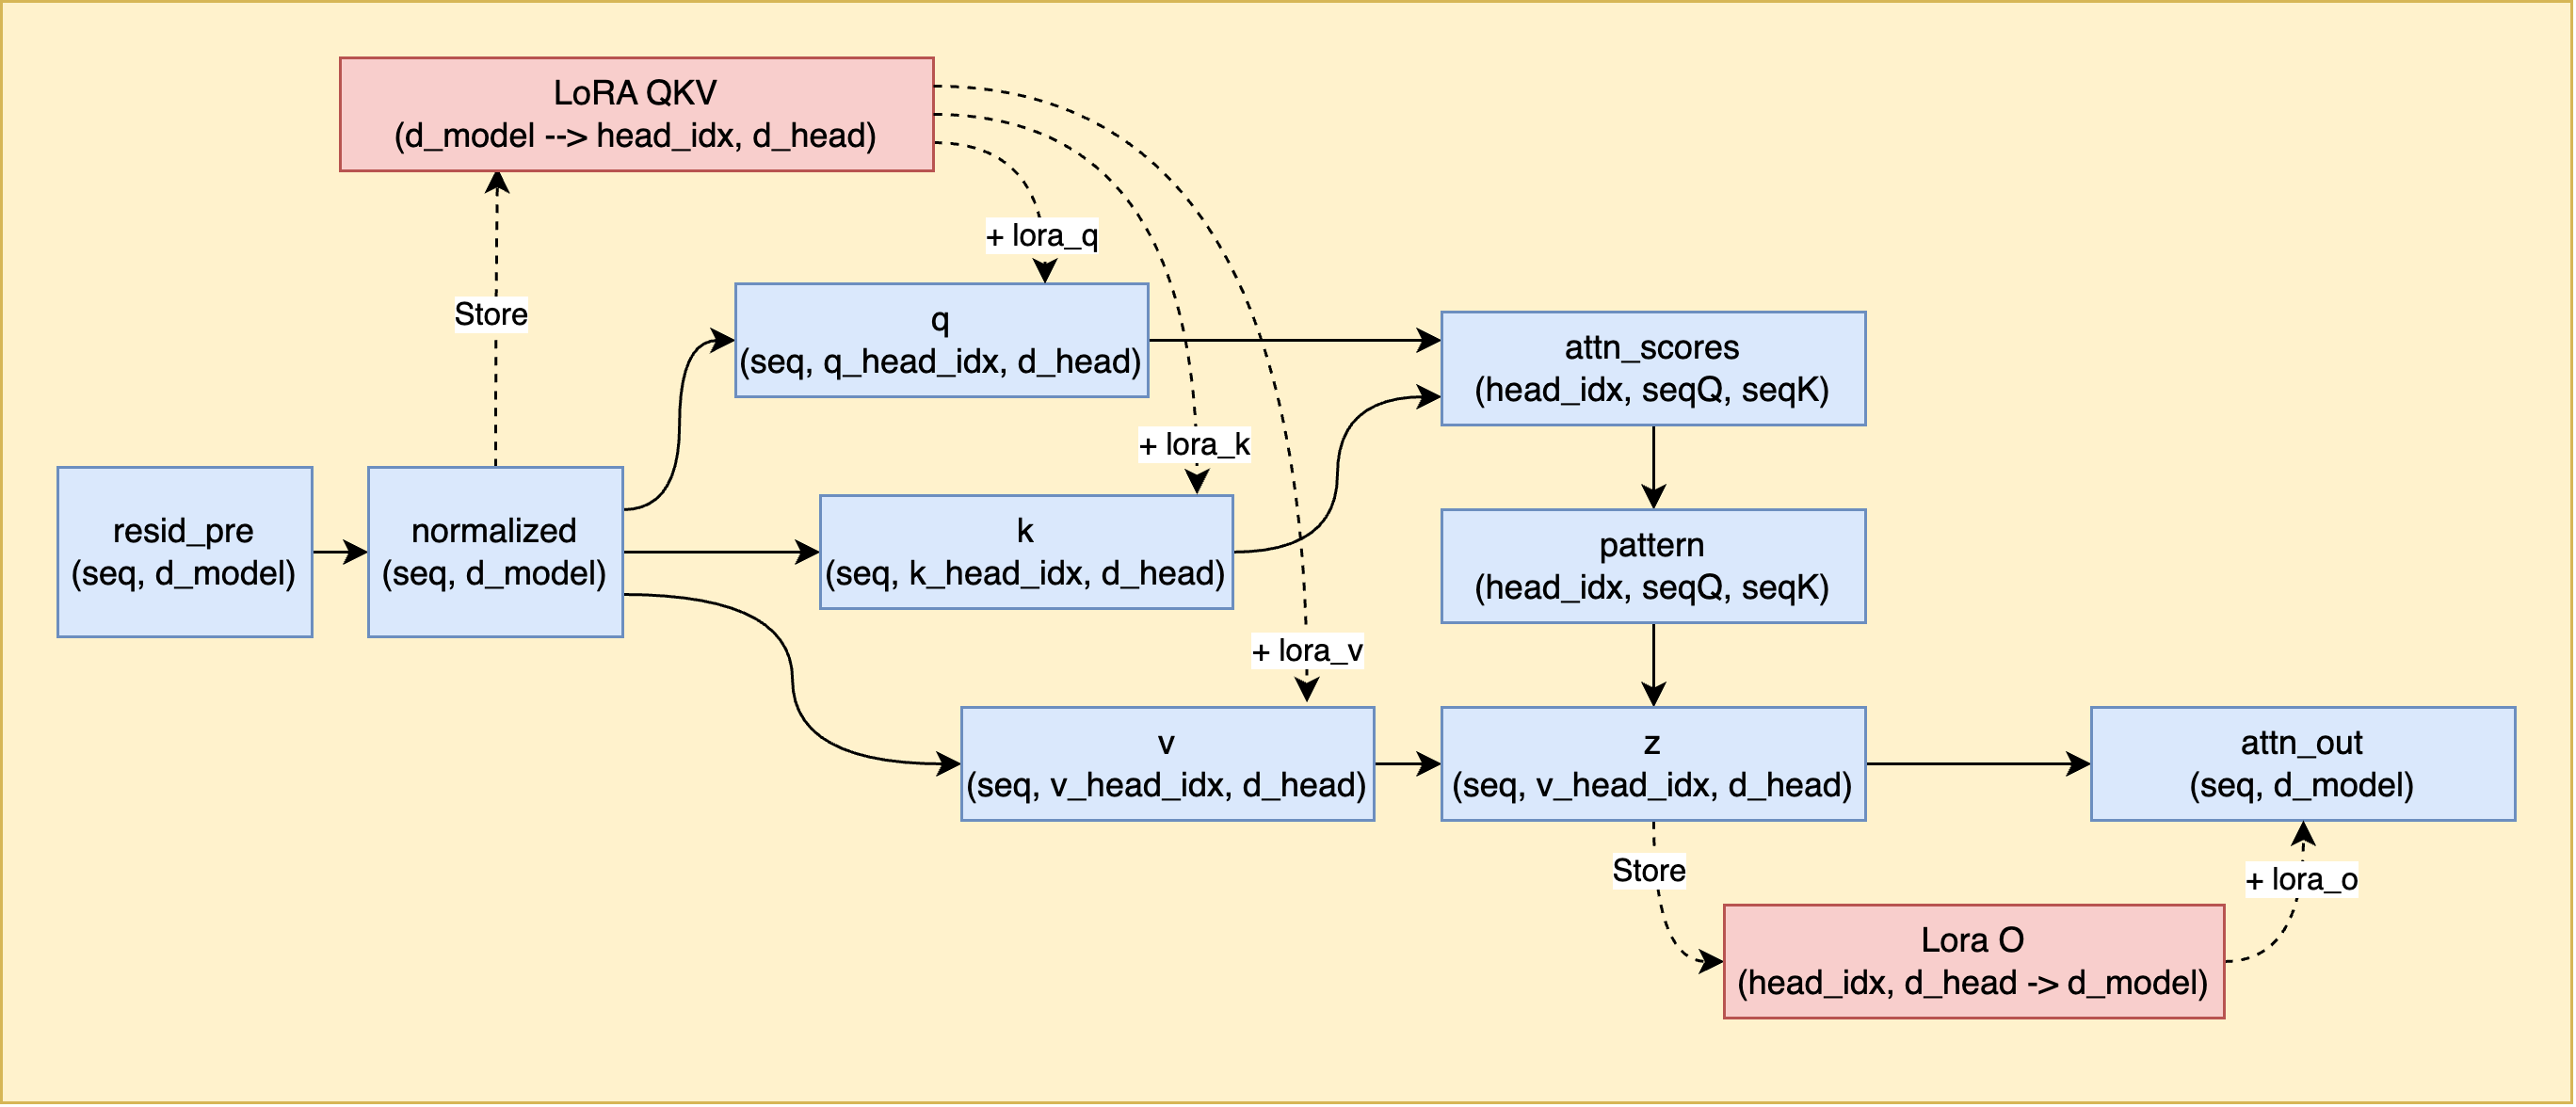 LoRA QKV
(d_model --> head_idx, d_head)
+ lora_q
Store
q
(seq, q_head_idx, d_head)
attn_scores
(head_idx, seqQ, seqK)
+ lora_k
resid_pre
(seq, d_model)
normalized
(seq, d_model)
k
(seq, k_head_idx, d_head)
pattern
(head_idx, seqQ, seqK)
+ lora_v
v
(seq, v_head_idx, d_head)
z
(seq, v_head_idx, d_head)
attn_out
(seq, d_model)
Store
+ lora_o
Lora O
(head_idx, d_head -> d_model)